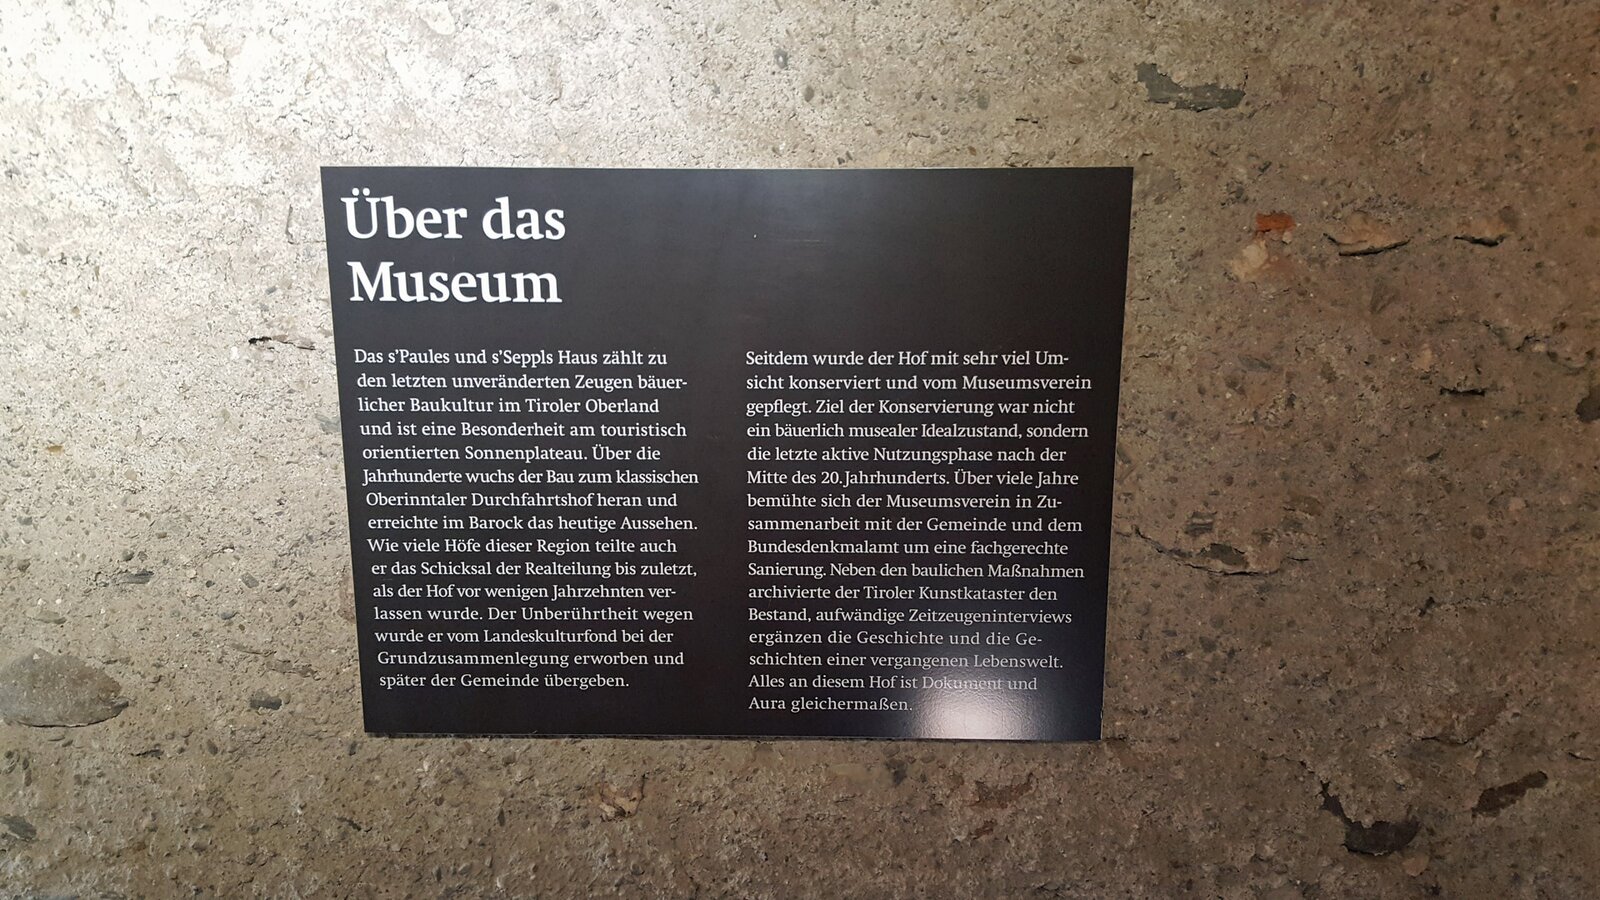 Über das
Museum
Das s'Paules und s'Seppls Haus zählt zu
den letzten unveränderten Zeugen bäuer-
licher Baukultur im Tiroler Oberland
und ist eine Besonderheit am touristisch
orientierten Sonnenplateau. Über die
Jahrhunderte wuchs der Bau zum klassischen
Oberinntaler Durchfahrtshof heran und
erreichte im Barock das heutige Aussehen.
Wie viele Höfe dieser Region teilte auch
er das Schicksal der Realteilung bis zuletzt,
als der Hof vor wenigen Jahrzehnten ver-
lassen wurde. Der Unberührtheit wegen
wurde er vom Landeskulturfond bei der
Grundzusammenlegung erworben und
später der Gemeinde übergeben.
Seitdem wurde der Hof mit sehr viel Um-
sicht konserviert und vom Museumsverein
gepflegt. Ziel der Konservierung war nicht
ein bäuerlich musealer Idealzustand, sondern
die letzte aktive Nutzungsphase nach der
Mitte des 20. Jahrhunderts. Über viele Jahre
bemühte sich der Museumsverein in Zu-
sammenarbeit mit der Gemeinde und dem
Bundesdenkmalamt um eine fachgerechte
Sanierung. Neben den baulichen Maßnahmen
archivierte der Tiroler Kunstkataster den
Bestand, aufwändige Zeitzeugeninterviews
ergänzen die Geschichte und die Ge-
schichten einer vergangenen Lebenswelt.
Alles an diesem Hof ist Dokument und
Aura gleichermaßen.